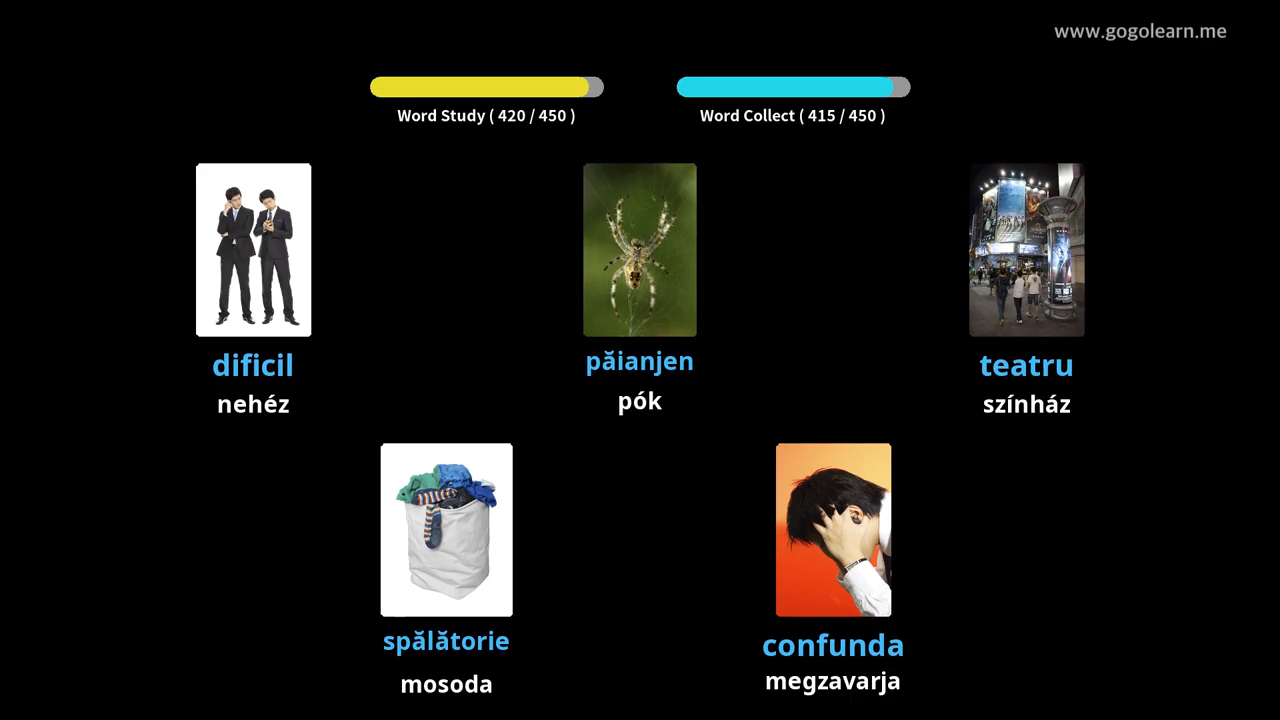 www.gogolearn.me
Word Study ( 420 / 450 )
Word Collect ( 415 / 450 )
dificil
nehéz
păianjen
pók
teatru
színház
spălătorie
mosoda
confunda
megzavarja